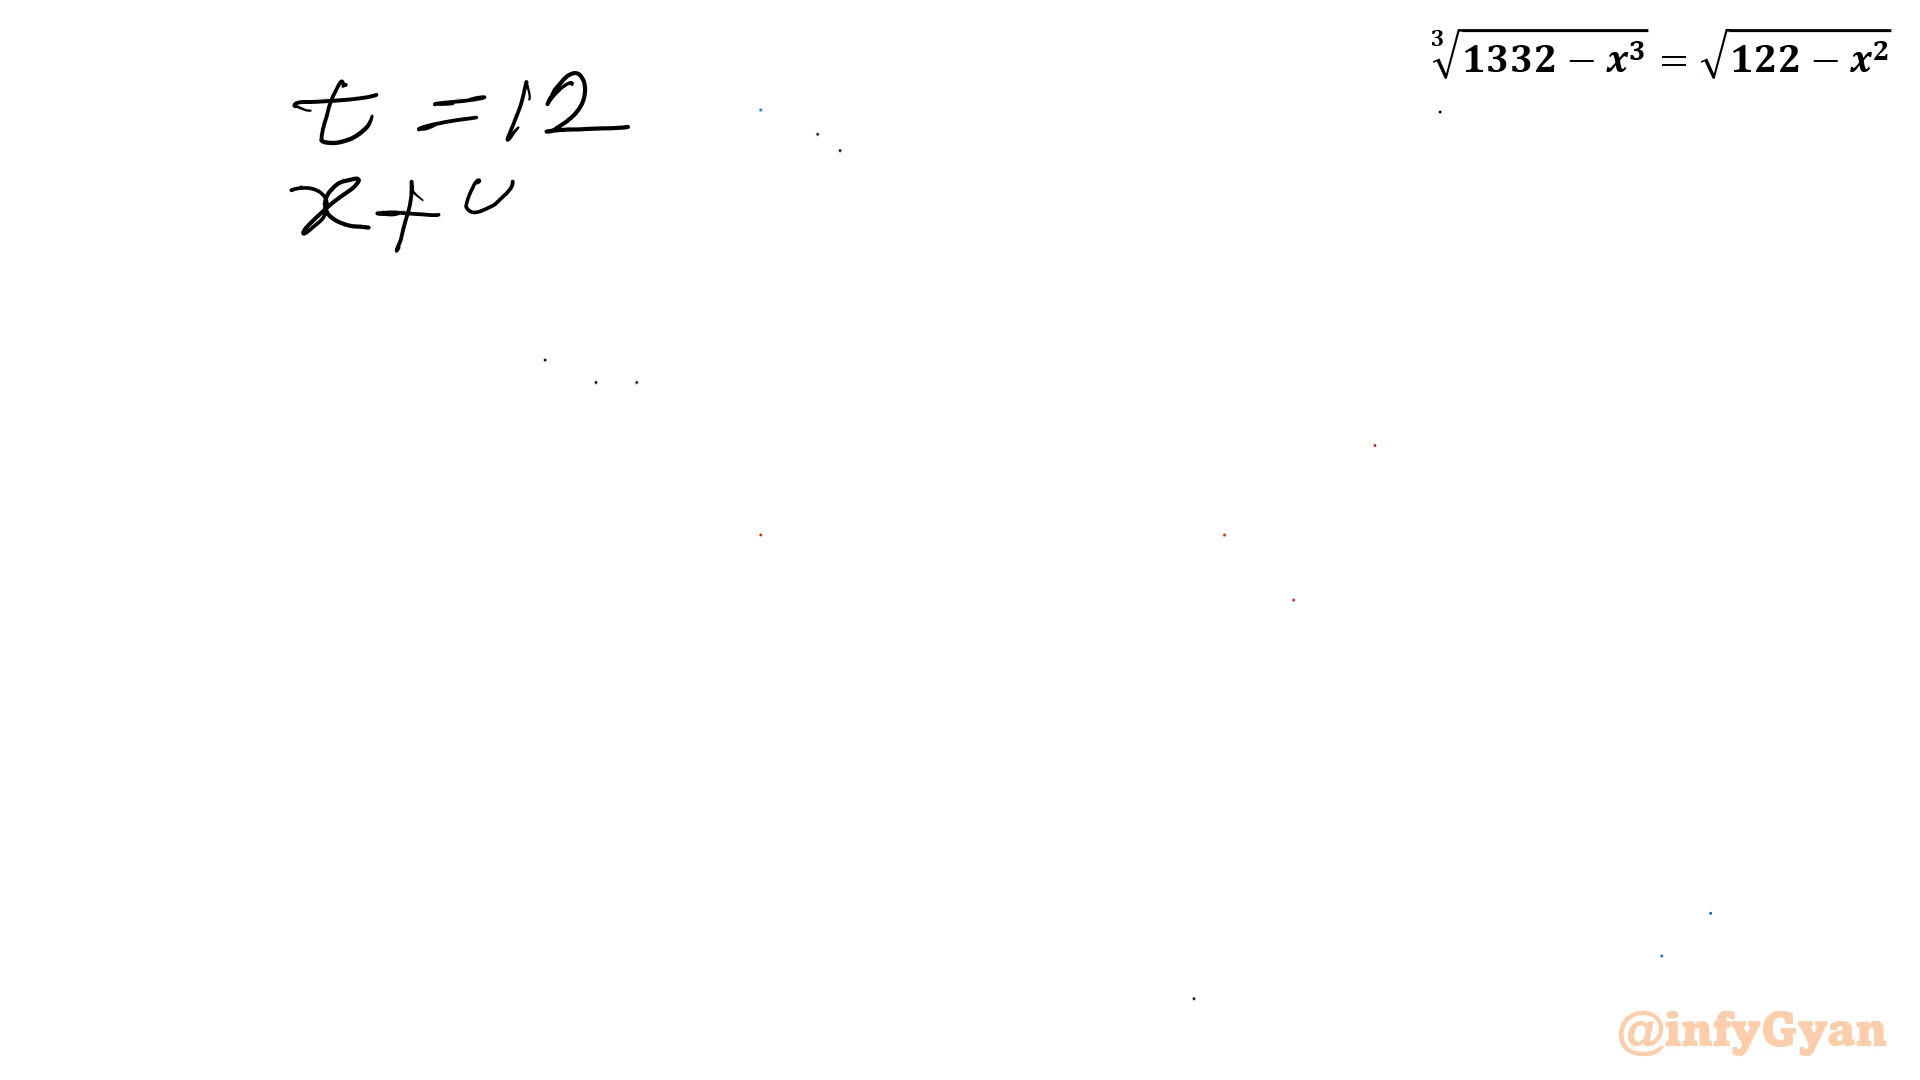 ∛(1332 − x³) = √(122 − x²)
t = 12
x +
@infyGyan